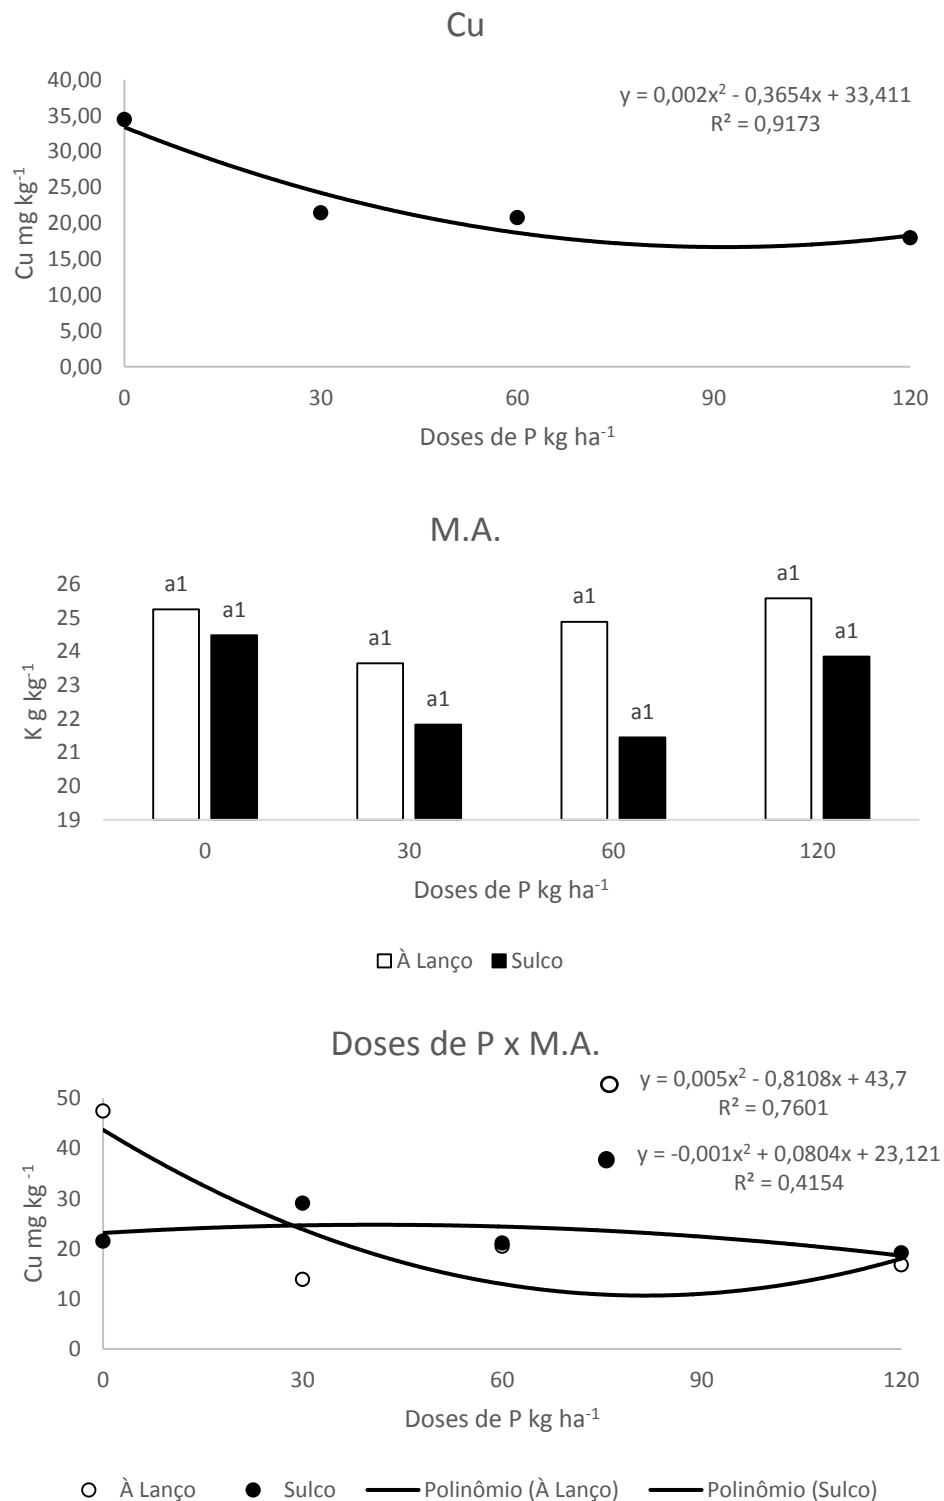 Cu
y = 0,002x² - 0,3654x + 33,411
R² = 0,9173
40,00
35,00
30,00
25,00
20,00
15,00
10,00
5,00
0,00
Cu mg kg⁻¹
0 30 60 90 120
Doses de P kg ha⁻¹
M.A.
26
25
24
23
22
21
20
19
K g kg⁻¹
a1 a1 a1 a1 a1 a1 a1 a1
0 30 60 120
Doses de P kg ha⁻¹
À Lanço Sulco
Doses de P x M.A.
y = 0,005x² - 0,8108x + 43,7
R² = 0,7601
y = -0,001x² + 0,0804x + 23,121
R² = 0,4154
50
40
30
20
10
0
Cu mg kg ⁻¹
0 30 60 90 120
Doses de P kg ha⁻¹
À Lanço Sulco Polinômio (À Lanço) Polinômio (Sulco)